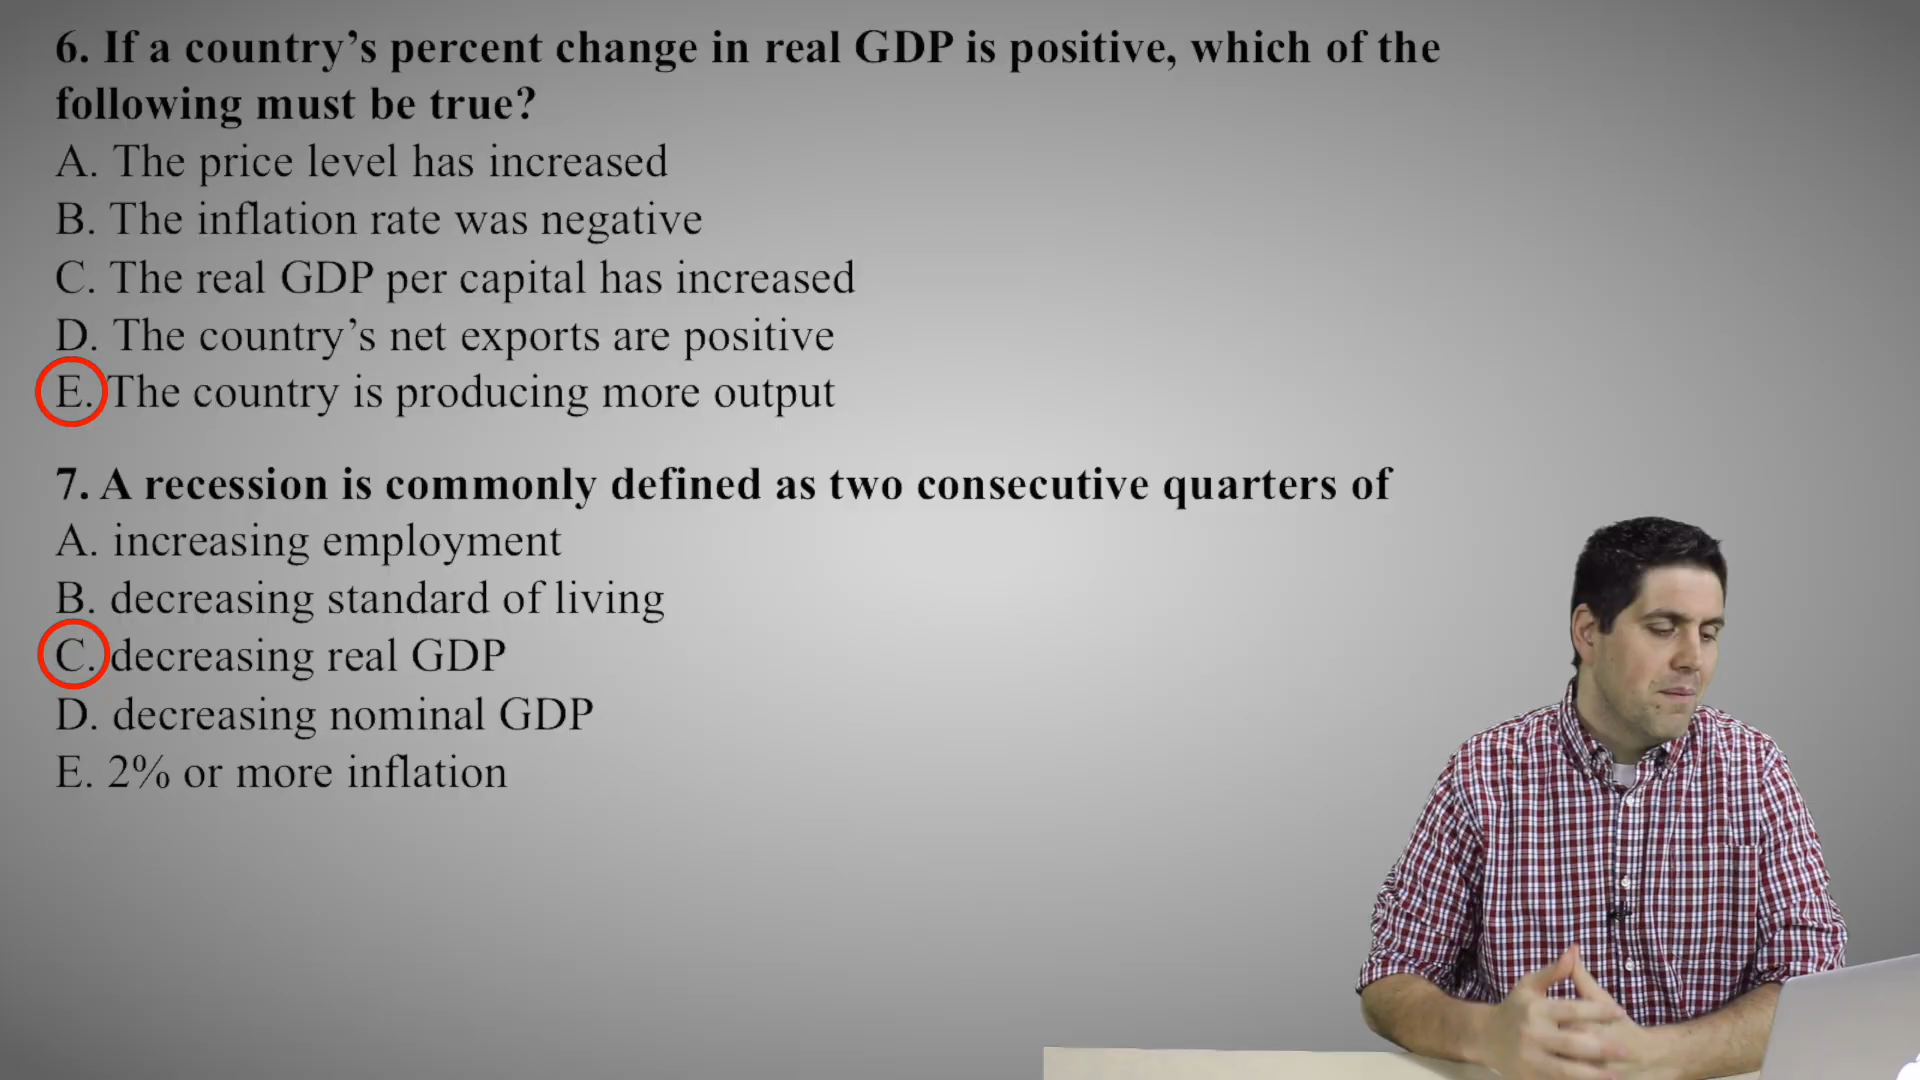 6. If a country’s percent change in real GDP is positive, which of the
following must be true?
A. The price level has increased
B. The inflation rate was negative
C. The real GDP per capital has increased
D. The country’s net exports are positive
E. The country is producing more output
7. A recession is commonly defined as two consecutive quarters of
A. increasing employment
B. decreasing standard of living
C. decreasing real GDP
D. decreasing nominal GDP
E. 2% or more inflation